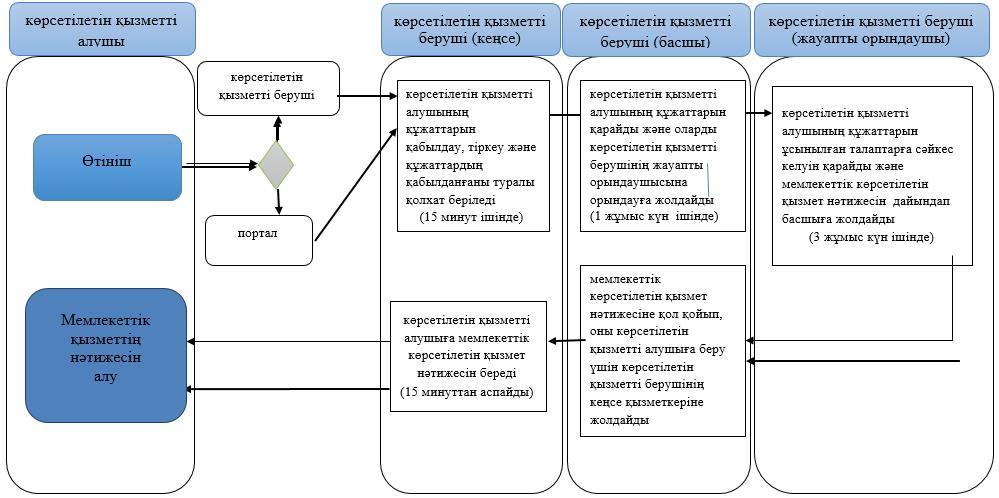 көрсетілетін қызметті
алушы
көрсетілетін қызметті
беруші (кеңсе)
көрсетілетін қызметті
беруші (басшы)
көрсетілетін қызметті беруші
(жауапты орындаушы)
Өтініш
көрсетілетін
қызметті беруші
портал
көрсетілетін қызметті
алушының
құжаттарын
қабылдау, тіркеу және
құжаттардың
қабылданғаны туралы
қолхат беріледі
(15 минут ішінде)
көрсетілетін қызметті
алушының құжаттарын
қарайды және оларды
көрсетілетін қызметті
берушінің жауапты
орындаушысына
орындауға жолдайды
(1 жұмыс күн ішінде)
көрсетілетін қызметті
алушының құжаттарын
ұсынылған талаптарға сәйкес
келуін қарайды және
мемлекеттік көрсетілетін
қызмет нәтижесін дайындап
басшыға жолдайды
(3 жұмыс күн ішінде)
Мемлекеттік
қызметтің
нәтижесін
алу
көрсетілетін қызметті
алушыға мемлекеттік
көрсетілетін қызмет
нәтижесін береді
(15 минуттан аспайды)
мемлекеттік
көрсетілетін қызмет
нәтижесіне қол қойып,
оны көрсетілетін
қызметті алушыға беру
үшін көрсетілетін
қызметті берушінің
кеңсе қызметкеріне
жолдайды